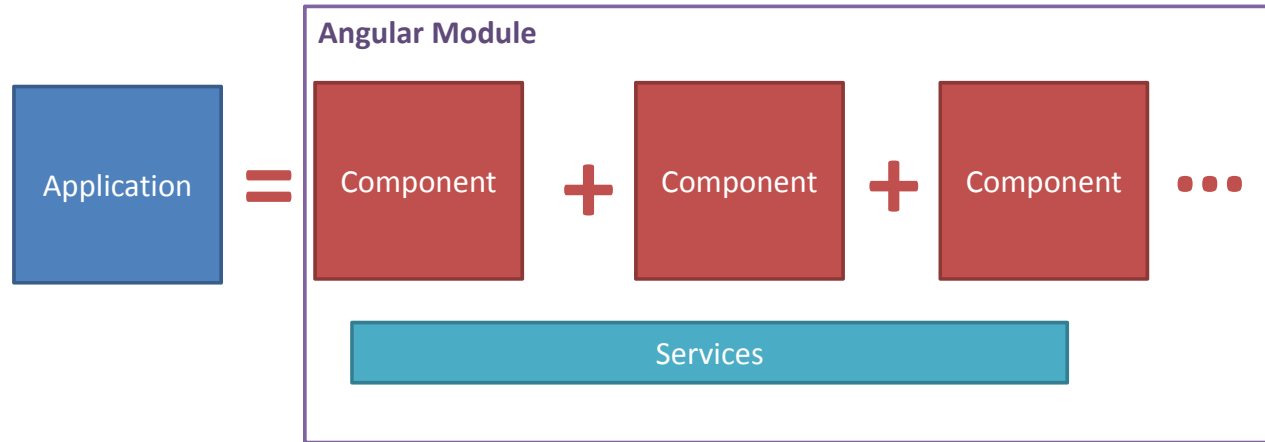 Angular Module
Application = Component + Component + Component ...
Services